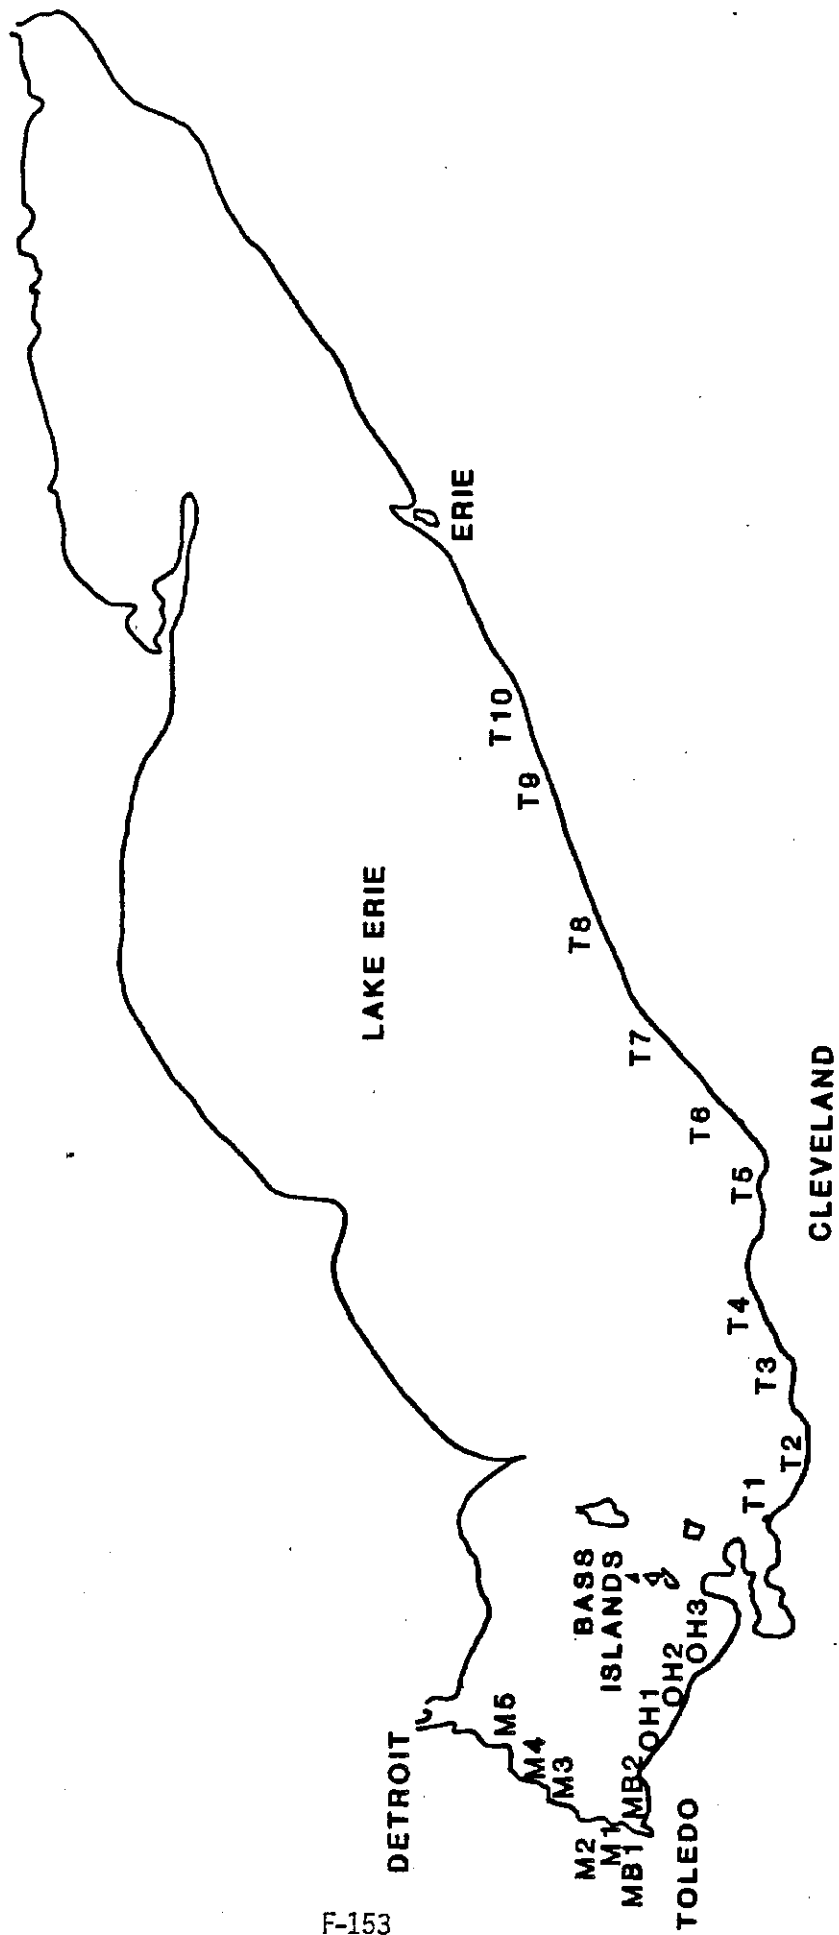 DETROIT
M5
M4
M3
M2
M1
MB1
MB2
TOLEDO
OH1
OH2
OH3
BASS
ISLANDS
LAKE ERIE
T1
T2
T3
T4
T5
CLEVELAND
T6
T7
T8
T9
T10
ERIE
F-153